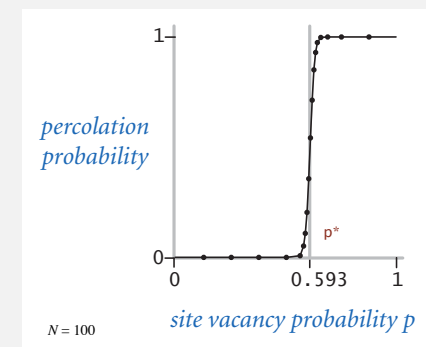 1
percolation
probability
p*
0
0 0.593 1
N = 100
site vacancy probability p